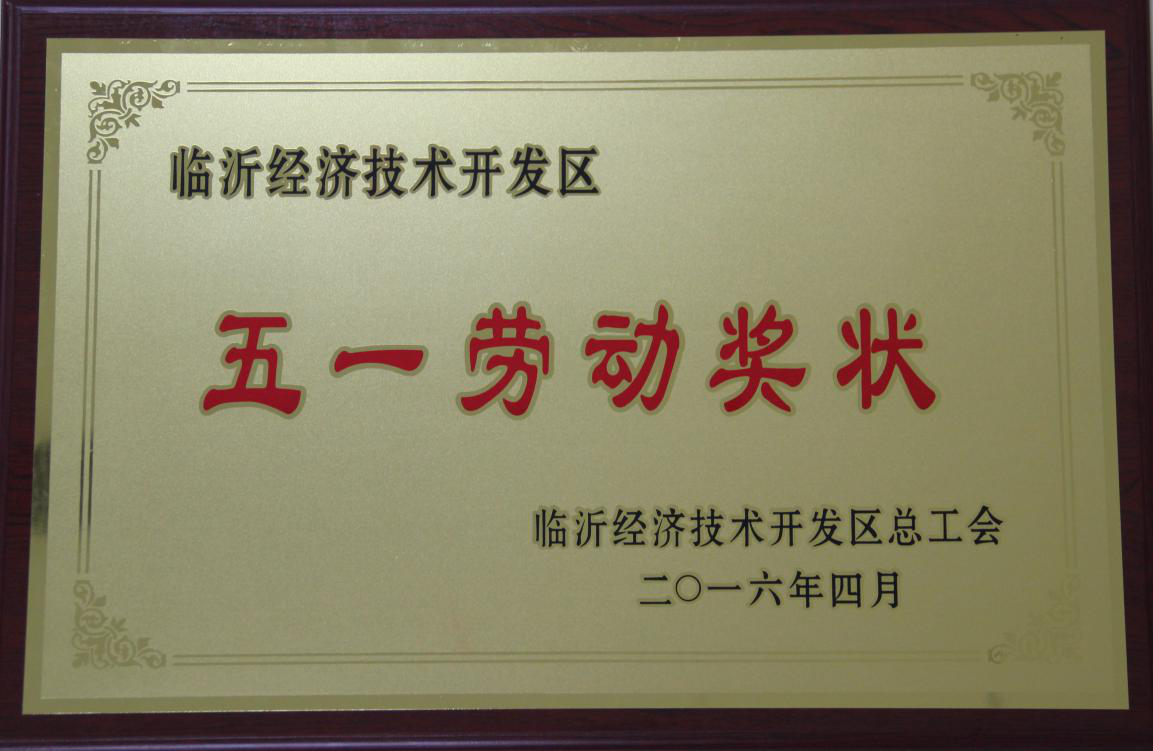 临沂经济技术开发区
五一劳动奖状
临沂经济技术开发区总工会
二〇一六年四月